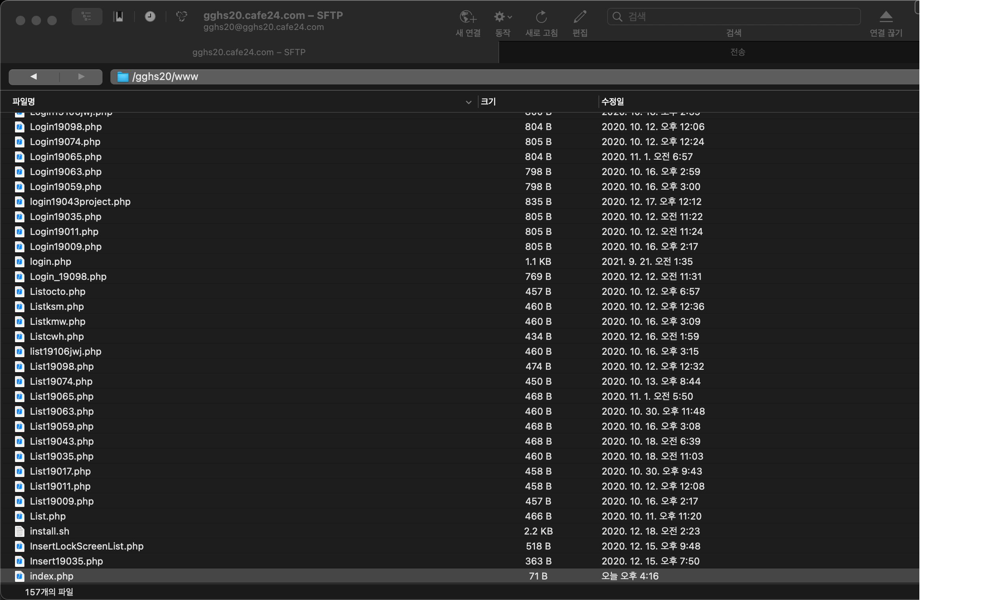 gghs20.cafe24.com – SFTP
gghs20@gghs20.cafe24.com
새 연결 동작 새로 고침 편집 검색 연결 끊기
검색
gghs20.cafe24.com – SFTP 전송
/gghs20/www
파일명 크기 수정일
Login19106jwj.php
Login19098.php 804 B 2020. 10. 12. 오후 12:06
Login19074.php 805 B 2020. 10. 12. 오후 12:24
Login19065.php 804 B 2020. 11. 1. 오전 6:57
Login19063.php 798 B 2020. 10. 16. 오후 2:59
Login19059.php 798 B 2020. 10. 16. 오후 3:00
login19043project.php 835 B 2020. 12. 17. 오후 12:12
Login19035.php 805 B 2020. 10. 12. 오전 11:22
Login19011.php 805 B 2020. 10. 12. 오전 11:24
Login19009.php 805 B 2020. 10. 16. 오후 2:17
login.php 1.1 KB 2021. 9. 21. 오전 1:35
Login_19098.php 769 B 2020. 12. 12. 오전 11:31
Listocto.php 457 B 2020. 10. 12. 오후 6:57
Listksm.php 460 B 2020. 10. 12. 오후 12:36
Listkmw.php 460 B 2020. 10. 16. 오후 3:09
Listcwh.php 434 B 2020. 12. 16. 오전 1:59
list19106jwj.php 460 B 2020. 10. 16. 오후 3:15
List19098.php 474 B 2020. 10. 12. 오후 12:32
List19074.php 450 B 2020. 10. 13. 오후 8:44
List19065.php 468 B 2020. 11. 1. 오전 5:50
List19063.php 460 B 2020. 10. 30. 오후 11:48
List19059.php 468 B 2020. 10. 16. 오후 3:08
List19043.php 468 B 2020. 10. 18. 오전 6:39
List19035.php 460 B 2020. 10. 18. 오전 11:03
List19017.php 458 B 2020. 10. 30. 오후 9:43
List19011.php 458 B 2020. 10. 12. 오후 12:08
List19009.php 457 B 2020. 10. 16. 오후 2:17
List.php 466 B 2020. 10. 11. 오후 11:20
install.sh 2.2 KB 2020. 12. 18. 오전 2:23
InsertLockScreenList.php 518 B 2020. 12. 15. 오후 9:48
Insert19035.php 363 B 2020. 12. 15. 오후 7:50
index.php 71 B 오늘 오후 4:16
157개의 파일